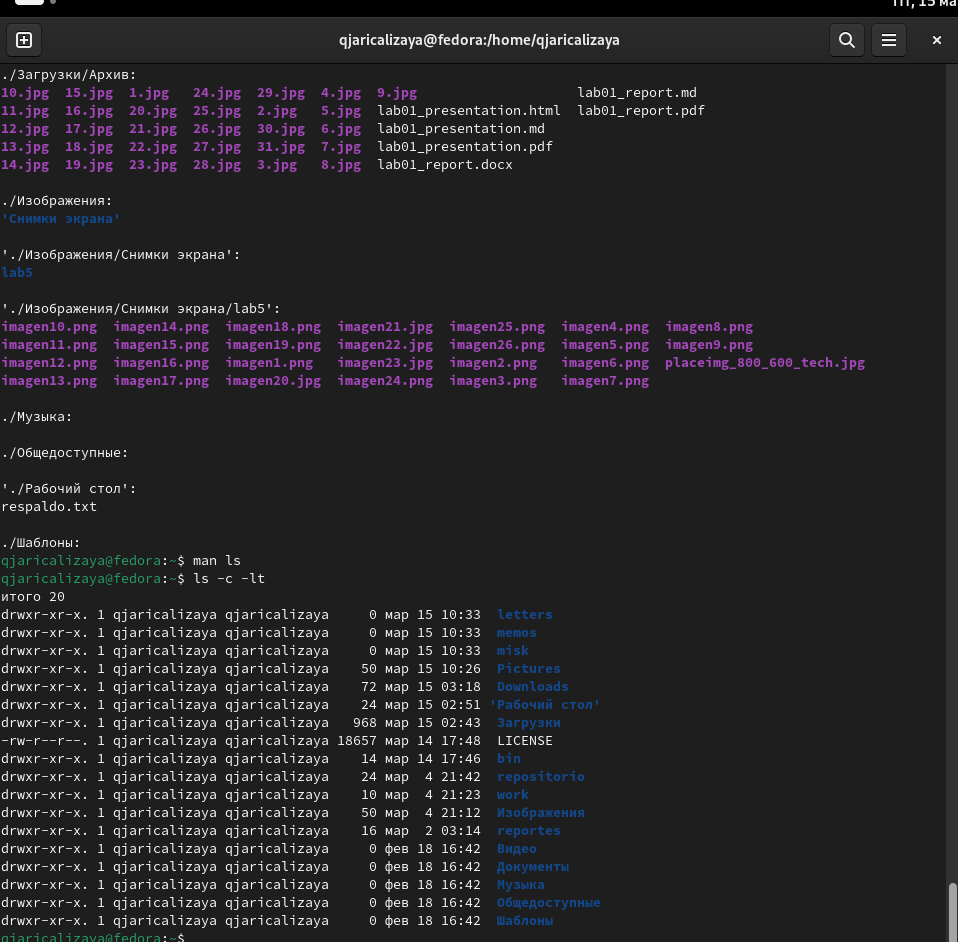 Пт, 15 ма
qjaricalizaya@fedora:/home/qjaricalizaya
./Загрузки/Архив:
10.jpg  15.jpg  1.jpg   24.jpg  29.jpg  4.jpg  9.jpg                    lab01_report.md
11.jpg  16.jpg  20.jpg  25.jpg  2.jpg   5.jpg  lab01_presentation.html  lab01_report.pdf
12.jpg  17.jpg  21.jpg  26.jpg  30.jpg  6.jpg  lab01_presentation.md
13.jpg  18.jpg  22.jpg  27.jpg  31.jpg  7.jpg  lab01_presentation.pdf
14.jpg  19.jpg  23.jpg  28.jpg  3.jpg   8.jpg  lab01_report.docx
./Изображения:
'Снимки экрана'
'./Изображения/Снимки экрана':
lab5
'./Изображения/Снимки экрана/lab5':
imagen10.png  imagen14.png  imagen18.png  imagen21.jpg  imagen25.png  imagen4.png  imagen8.png
imagen11.png  imagen15.png  imagen19.png  imagen22.jpg  imagen26.png  imagen5.png  imagen9.png
imagen12.png  imagen16.png  imagen1.png   imagen23.jpg  imagen2.png   imagen6.png  placeimg_800_600_tech.jpg
imagen13.png  imagen17.png  imagen20.jpg  imagen24.png  imagen3.png   imagen7.png
./Музыка:
./Общедоступные:
'./Рабочий стол':
respaldo.txt
./Шаблоны:
qjaricalizaya@fedora:~$ man ls
qjaricalizaya@fedora:~$ ls -c -lt
итого 20
drwxr-xr-x. 1 qjaricalizaya qjaricalizaya     0 мар 15 10:33  letters
drwxr-xr-x. 1 qjaricalizaya qjaricalizaya     0 мар 15 10:33  memos
drwxr-xr-x. 1 qjaricalizaya qjaricalizaya     0 мар 15 10:33  misk
drwxr-xr-x. 1 qjaricalizaya qjaricalizaya    50 мар 15 10:26  Pictures
drwxr-xr-x. 1 qjaricalizaya qjaricalizaya    72 мар 15 03:18  Downloads
drwxr-xr-x. 1 qjaricalizaya qjaricalizaya    24 мар 15 02:51 'Рабочий стол'
drwxr-xr-x. 1 qjaricalizaya qjaricalizaya   968 мар 15 02:43  Загрузки
-rw-r--r--. 1 qjaricalizaya qjaricalizaya 18657 мар 14 17:48  LICENSE
drwxr-xr-x. 1 qjaricalizaya qjaricalizaya    14 мар 14 17:46  bin
drwxr-xr-x. 1 qjaricalizaya qjaricalizaya    24 мар  4 21:42  repositorio
drwxr-xr-x. 1 qjaricalizaya qjaricalizaya    10 мар  4 21:23  work
drwxr-xr-x. 1 qjaricalizaya qjaricalizaya    50 мар  4 21:12  Изображения
drwxr-xr-x. 1 qjaricalizaya qjaricalizaya    16 мар  2 03:14  reportes
drwxr-xr-x. 1 qjaricalizaya qjaricalizaya     0 фев 18 16:42  Видео
drwxr-xr-x. 1 qjaricalizaya qjaricalizaya     0 фев 18 16:42  Документы
drwxr-xr-x. 1 qjaricalizaya qjaricalizaya     0 фев 18 16:42  Музыка
drwxr-xr-x. 1 qjaricalizaya qjaricalizaya     0 фев 18 16:42  Общедоступные
drwxr-xr-x. 1 qjaricalizaya qjaricalizaya     0 фев 18 16:42  Шаблоны
qjaricalizaya@fedora:~$